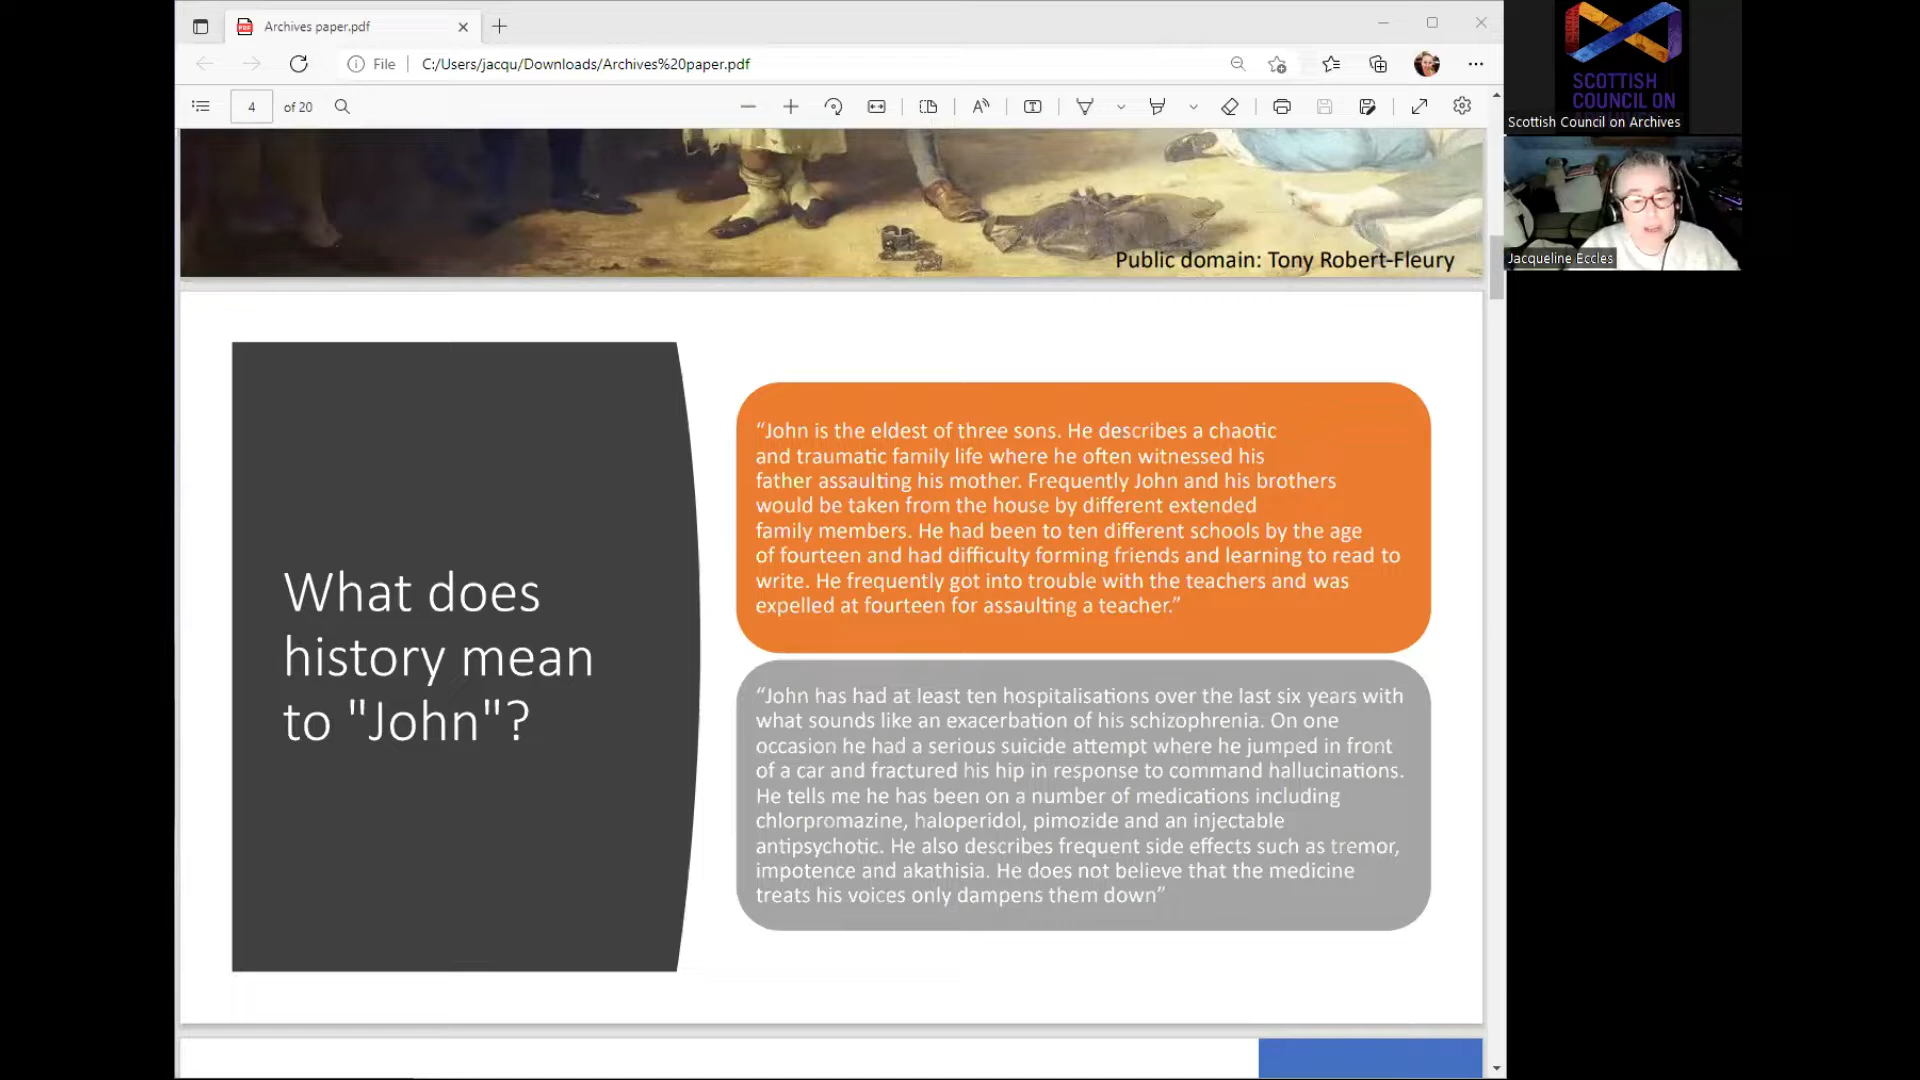 Archives paper.pdf
File
C:/Users/jacqu/Downloads/Archives%20paper.pdf
4
of 20
Public domain: Tony Robert-Fleury
What does
history mean
to "John"?
“John is the eldest of three sons. He describes a chaotic
and traumatic family life where he often witnessed his
father assaulting his mother. Frequently John and his brothers
would be taken from the house by different extended
family members. He had been to ten different schools by the age
of fourteen and had difficulty forming friends and learning to read to
write. He frequently got into trouble with the teachers and was
expelled at fourteen for assaulting a teacher.”
“John has had at least ten hospitalisations over the last six years with
what sounds like an exacerbation of his schizophrenia. On one
occasion he had a serious suicide attempt where he jumped in front
of a car and fractured his hip in response to command hallucinations.
He tells me he has been on a number of medications including
chlorpromazine, haloperidol, pimozide and an injectable
antipsychotic. He also describes frequent side effects such as tremor,
impotence and akathisia. He does not believe that the medicine
treats his voices only dampens them down”
SCOTTISH
COUNCIL ON
Scottish Council on Archives
Jacqueline Eccles